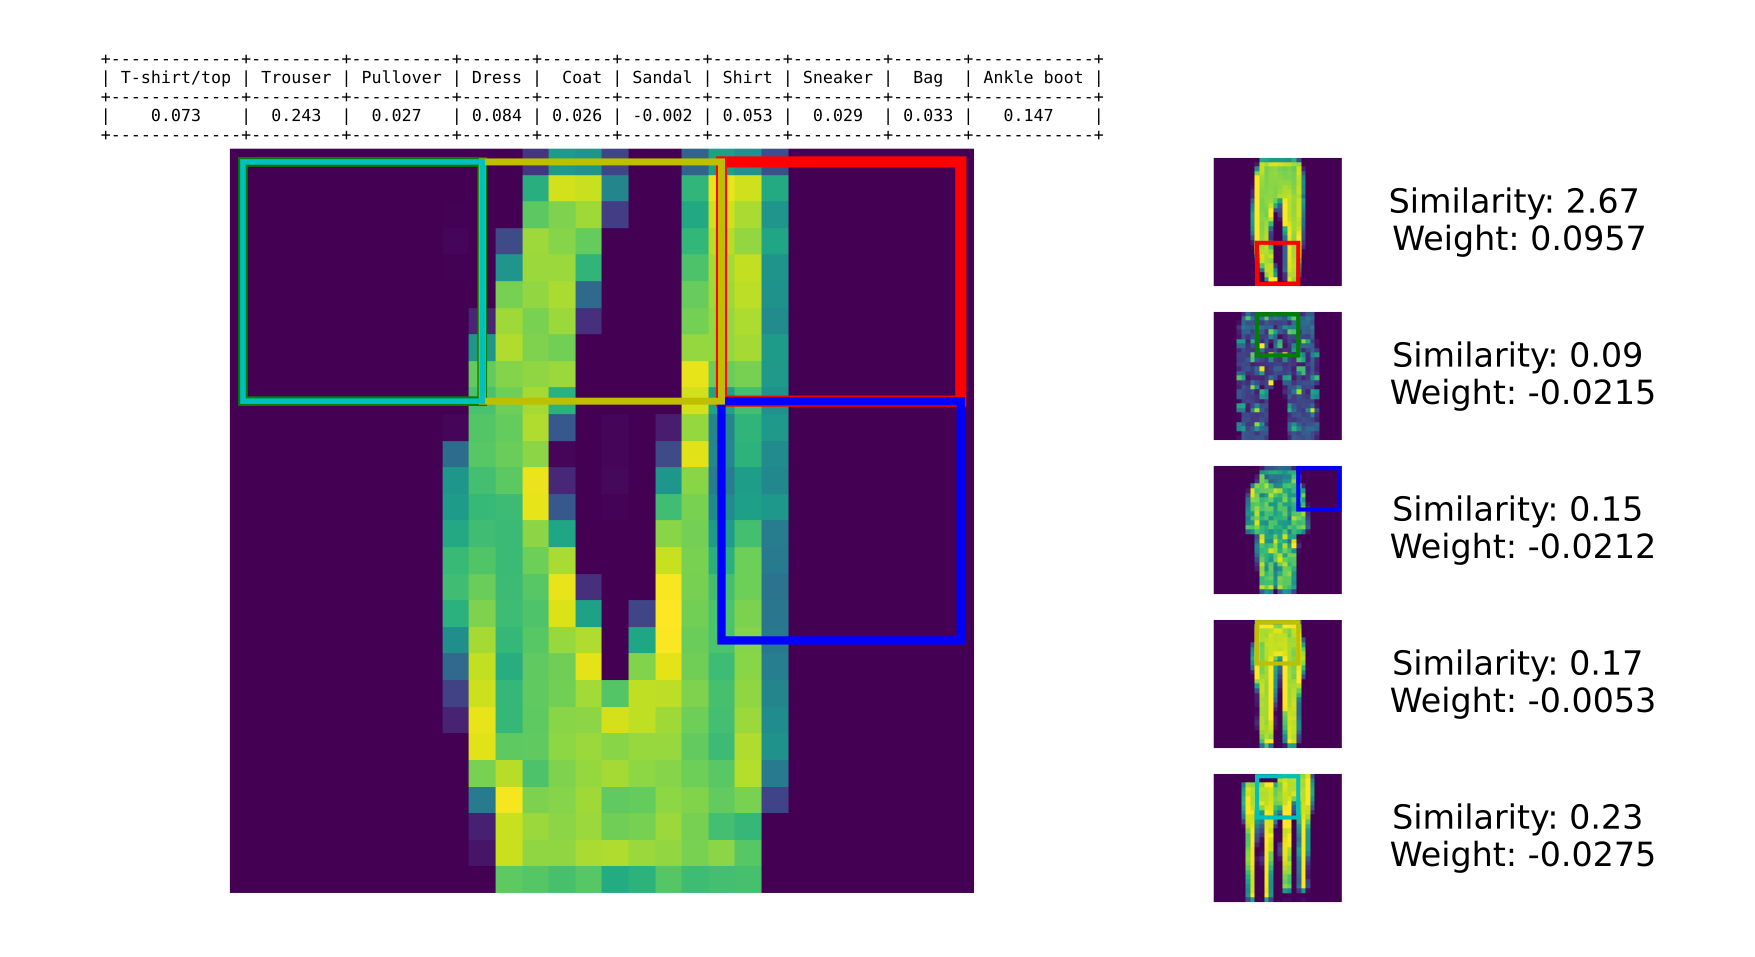 +-------------+---------+----------+-------+-------+--------+-------+---------+-------+------------+
| T-shirt/top | Trouser | Pullover | Dress |  Coat | Sandal | Shirt | Sneaker |  Bag  | Ankle boot |
+-------------+---------+----------+-------+-------+--------+-------+---------+-------+------------+
|    0.073    |  0.243  |  0.027   | 0.084 | 0.026 | -0.002 | 0.053 |  0.029  | 0.033 |   0.147    |
+-------------+---------+----------+-------+-------+--------+-------+---------+-------+------------+
Similarity: 2.67
Weight: 0.0957
Similarity: 0.09
Weight: -0.0215
Similarity: 0.15
Weight: -0.0212
Similarity: 0.17
Weight: -0.0053
Similarity: 0.23
Weight: -0.0275